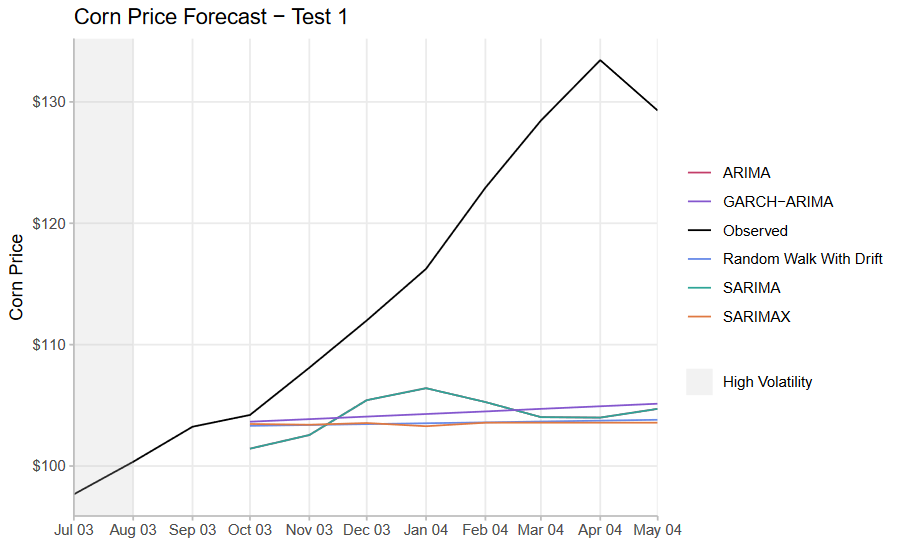 Corn Price Forecast − Test 1
Corn Price
$130
$120
$110
$100
Jul 03 Aug 03 Sep 03 Oct 03 Nov 03 Dec 03 Jan 04 Feb 04 Mar 04 Apr 04 May 04
ARIMA
GARCH−ARIMA
Observed
Random Walk With Drift
SARIMA
SARIMAX
High Volatility